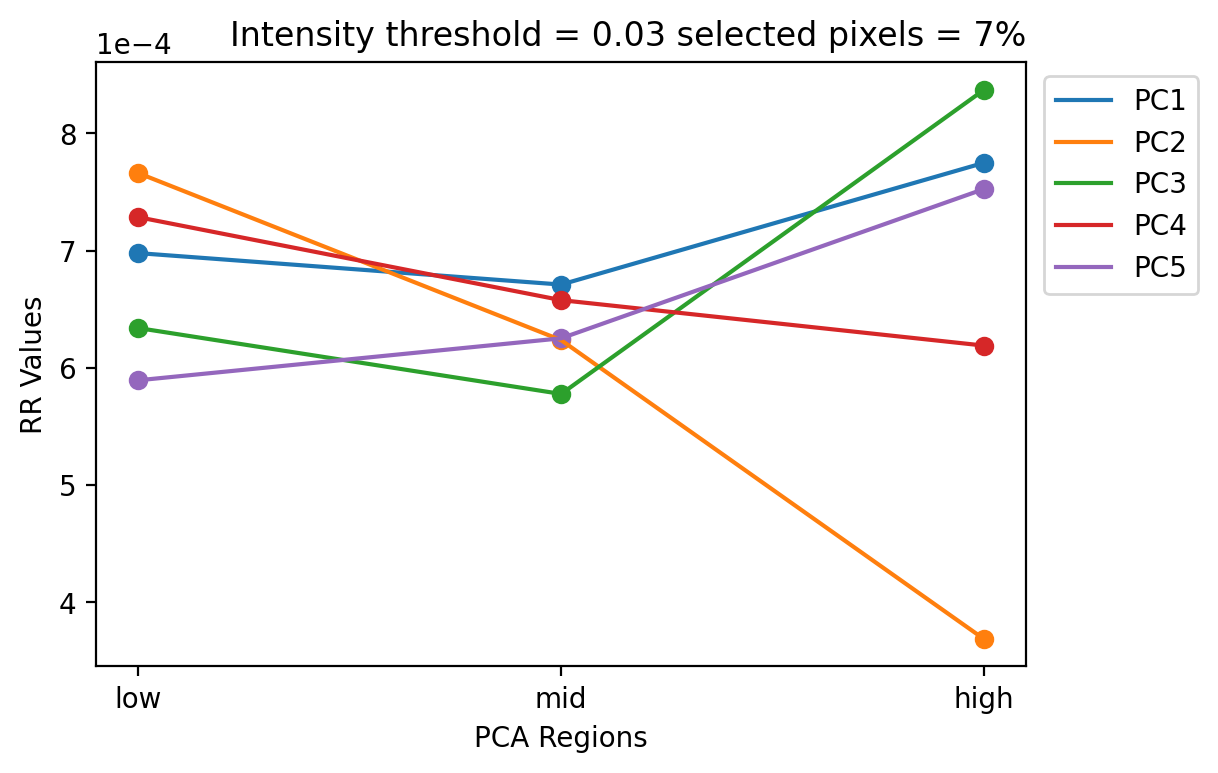 Intensity threshold = 0.03 selected pixels = 7%
1e−4
8
7
6
5
4
RR Values
low
mid
high
PCA Regions
PC1
PC2
PC3
PC4
PC5